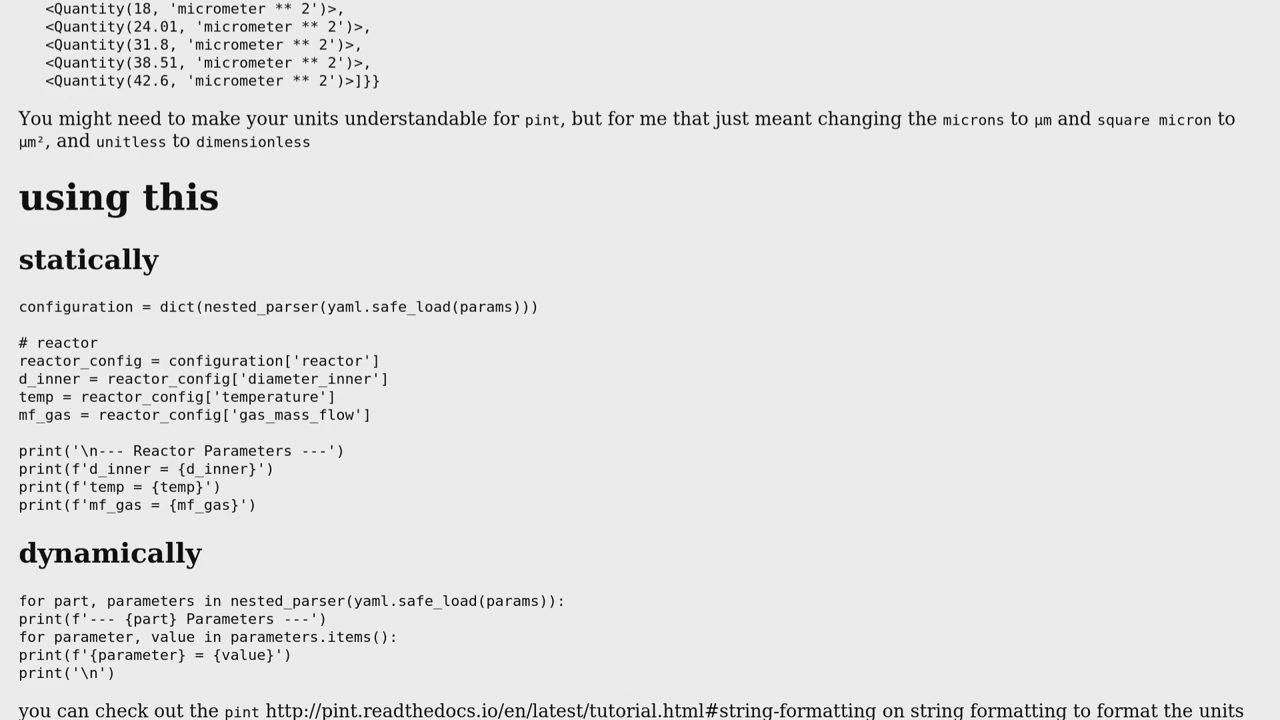 <Quantity(18, 'micrometer ** 2')>,
<Quantity(24.01, 'micrometer ** 2')>,
<Quantity(31.8, 'micrometer ** 2')>,
<Quantity(38.51, 'micrometer ** 2')>,
<Quantity(42.6, 'micrometer ** 2')>]}}
You might need to make your units understandable for pint, but for me that just meant changing the microns to µm and square micron to
µm², and unitless to dimensionless
using this
statically
configuration = dict(nested_parser(yaml.safe_load(params)))
# reactor
reactor_config = configuration['reactor']
d_inner = reactor_config['diameter_inner']
temp = reactor_config['temperature']
mf_gas = reactor_config['gas_mass_flow']
print('\n--- Reactor Parameters ---')
print(f'd_inner = {d_inner}')
print(f'temp = {temp}')
print(f'mf_gas = {mf_gas}')
dynamically
for part, parameters in nested_parser(yaml.safe_load(params)):
print(f'--- {part} Parameters ---')
for parameter, value in parameters.items():
print(f'{parameter} = {value}')
print('\n')
you can check out the pint http://pint.readthedocs.io/en/latest/tutorial.html#string-formatting on string formatting to format the units